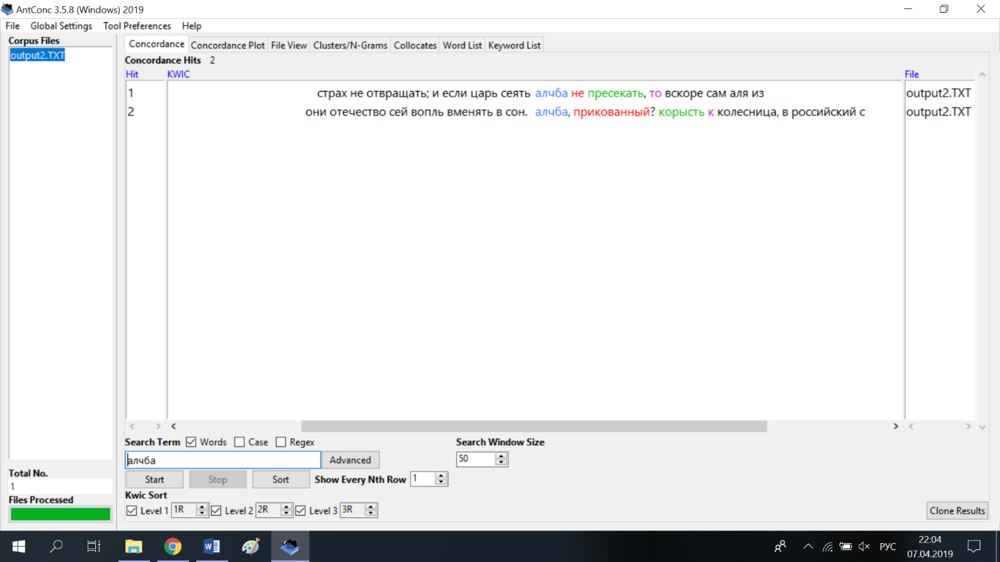 AntConc 3.5.8 (Windows) 2019
File Global Settings Tool Preferences Help
Corpus Files
output2.TXT
Concordance Concordance Plot File View Clusters/N-Grams Collocates Word List Keyword List
Concordance Hits 2
Hit KWIC File
1 страх не отвращать; и если царь сеять алчба не пресекать, то вскоре сам аля из output2.TXT
2 они отечество сей вопль вменять в сон. алчба, прикованный? корысть к колесница, в российский с output2.TXT
Search Term Words Case Regex Search Window Size
алчба Advanced 50
Total No.
1
Start Stop Sort Show Every Nth Row 1
Files Processed
Kwic Sort
Level 1 1R Level 2 2R Level 3 3R Clone Results
РУС 22:04
07.04.2019